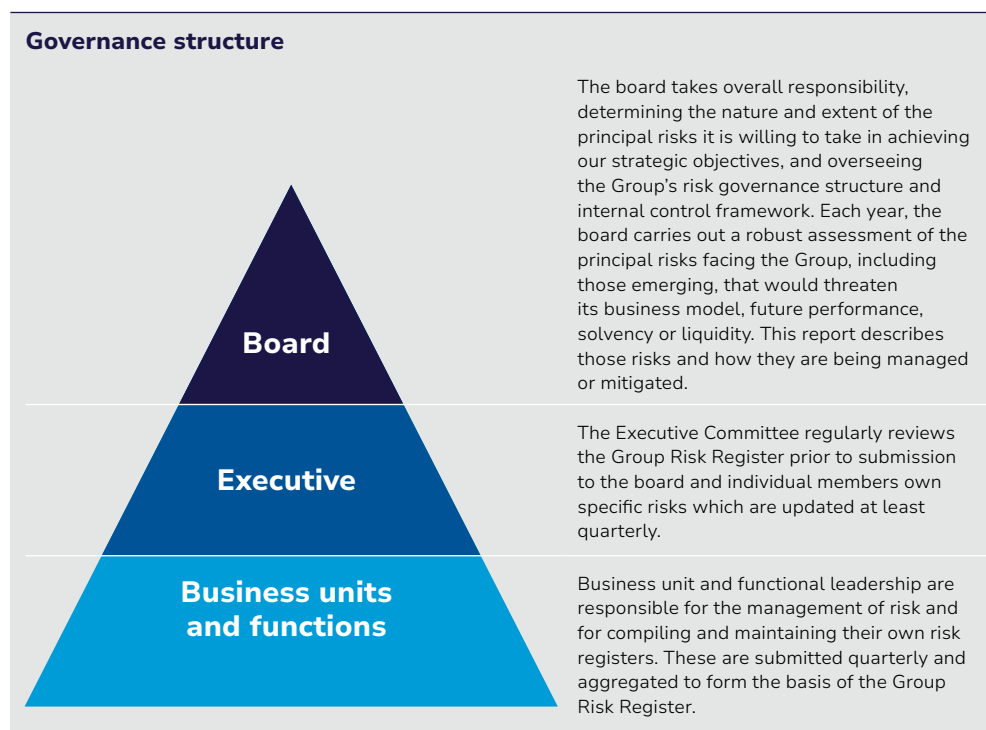 Governance structure
The board takes overall responsibility,
determining the nature and extent of the
principal risks it is willing to take in achieving
our strategic objectives, and overseeing
the Group’s risk governance structure and
internal control framework. Each year, the
board carries out a robust assessment of the
principal risks facing the Group, including
those emerging, that would threaten
its business model, future performance,
solvency or liquidity. This report describes
those risks and how they are being managed
or mitigated.
Board
The Executive Committee regularly reviews
the Group Risk Register prior to submission
to the board and individual members own
specific risks which are updated at least
quarterly.
Executive
Business unit and functional leadership are
responsible for the management of risk and
for compiling and maintaining their own risk
registers. These are submitted quarterly and
aggregated to form the basis of the Group
Risk Register.
Business units
and functions